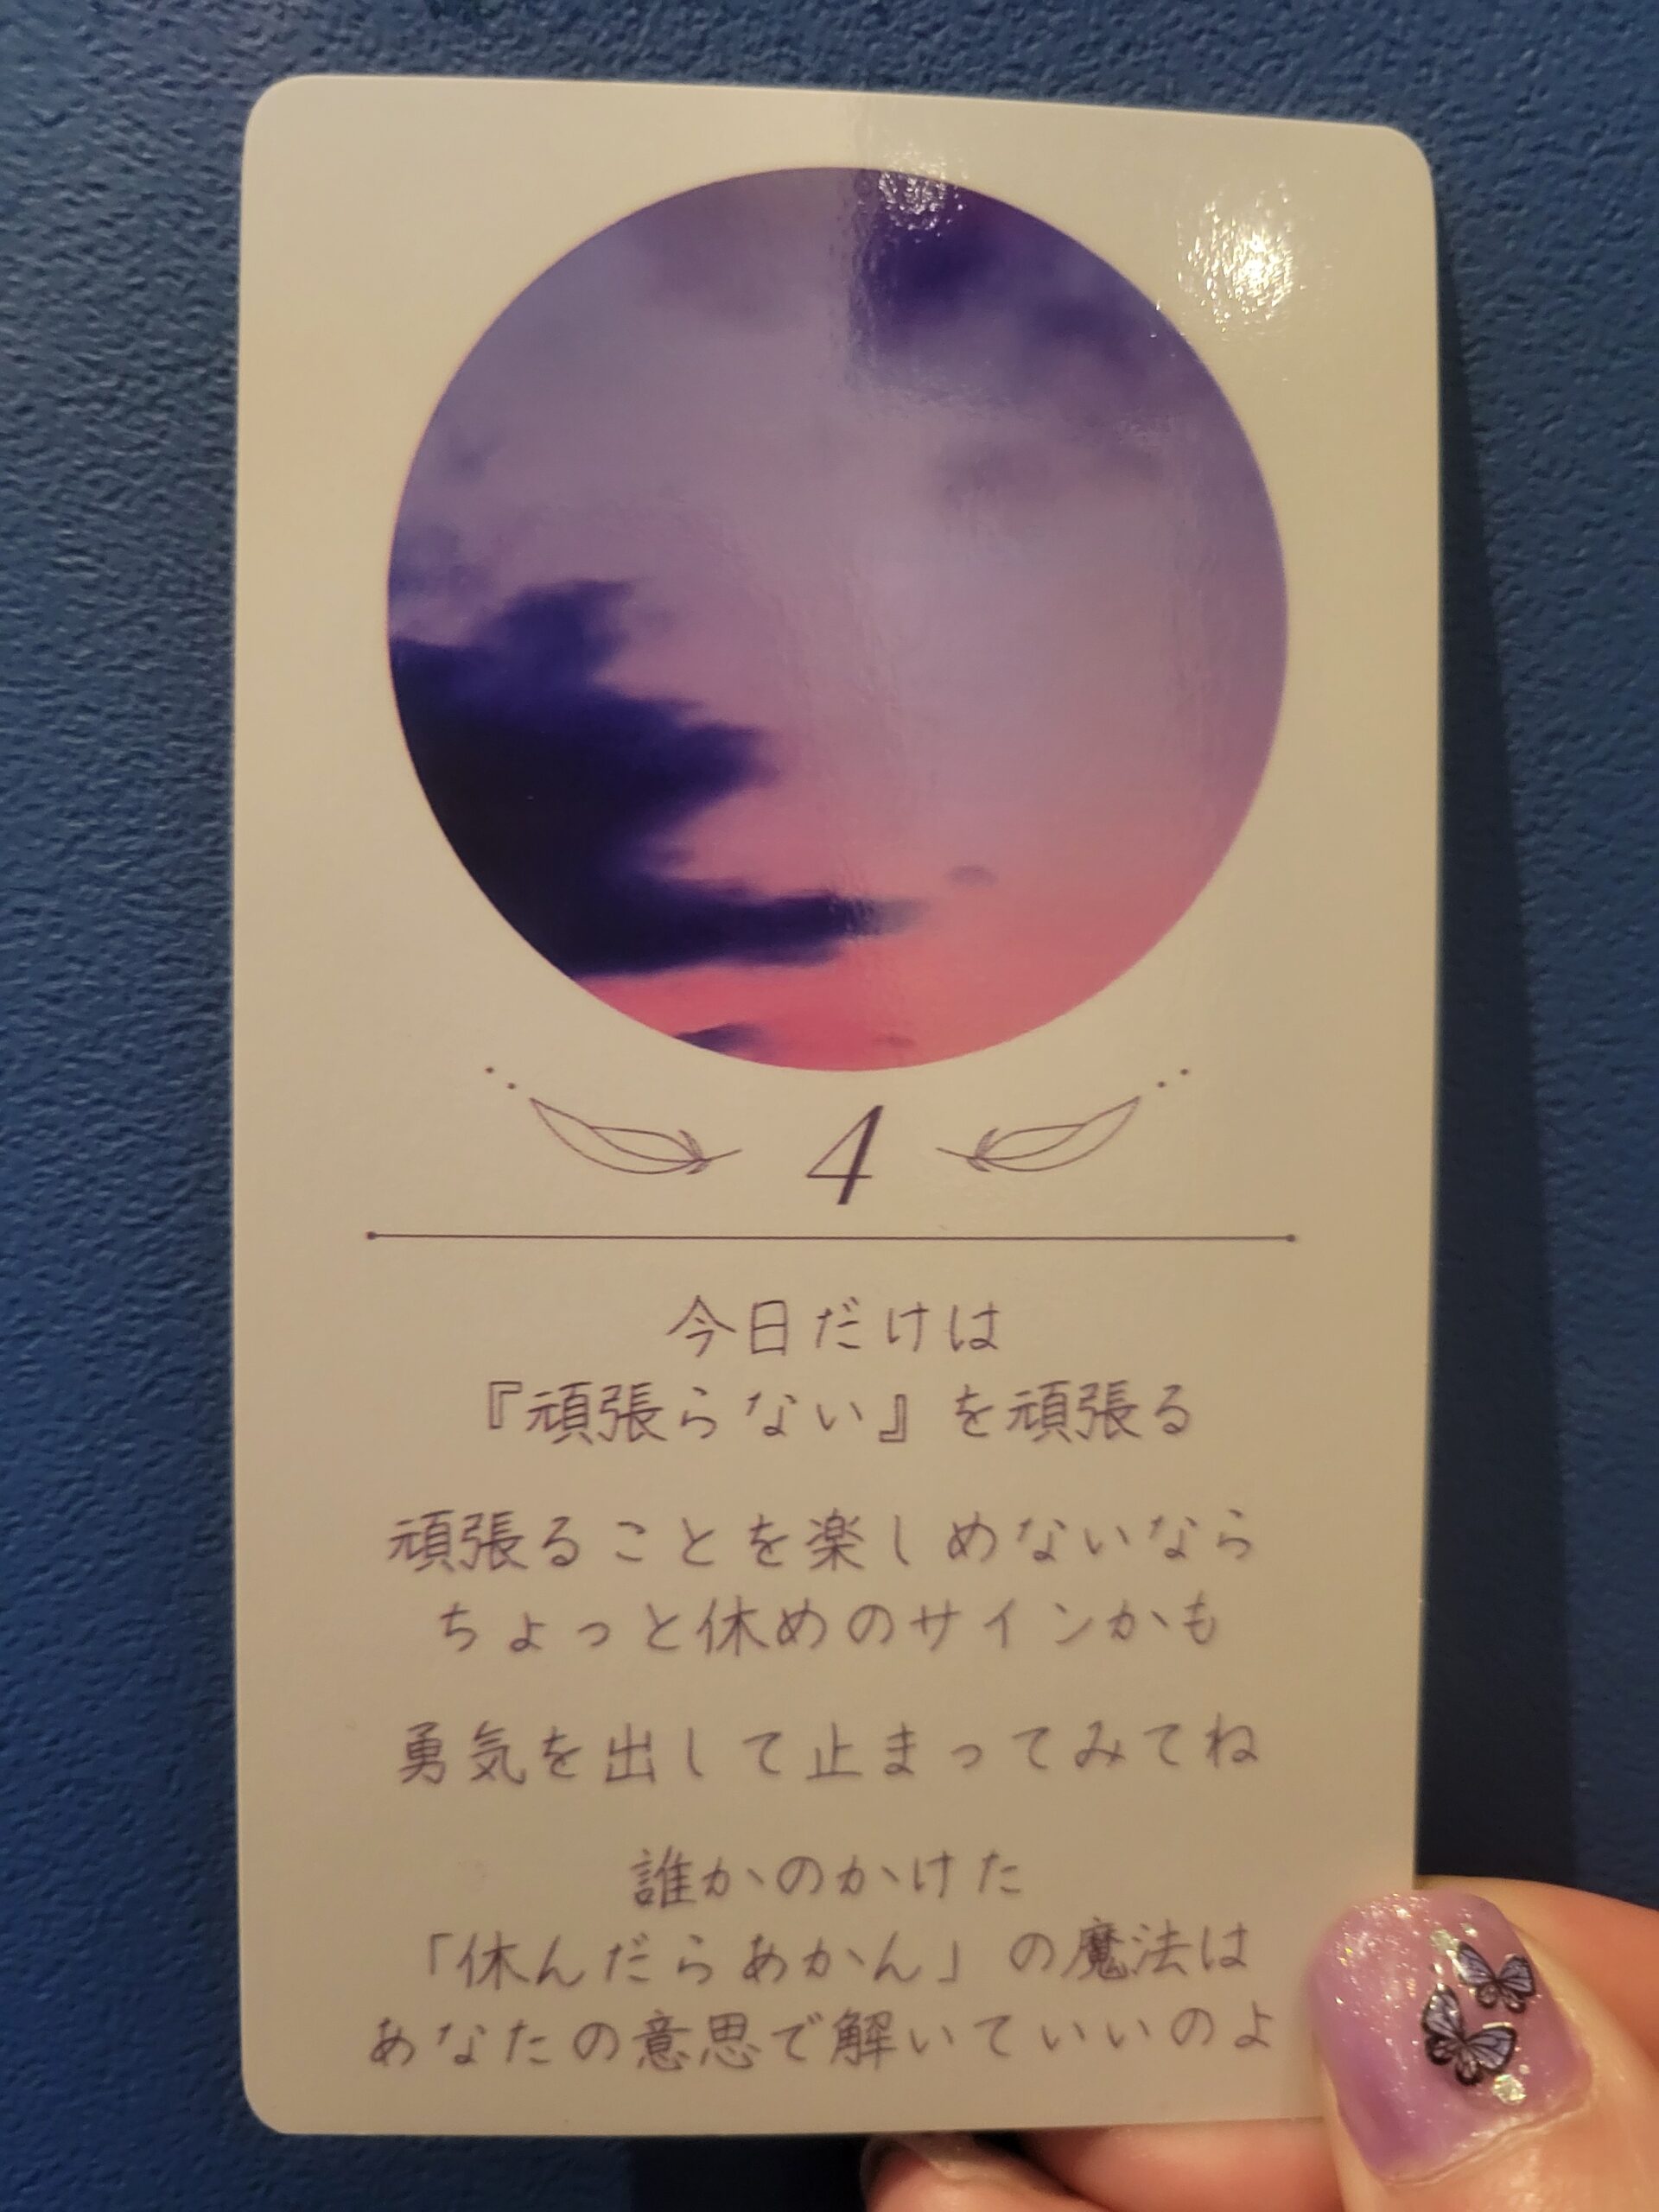 4
今日だけは
『頑張らない』を頑張る
頑張ることを楽しめないなら
ちょっと休めのサインかも
勇気を出して止まってみてね
誰かのかけた
「休んだらあかん」の魔法は
あなたの意思で解いていいのよ